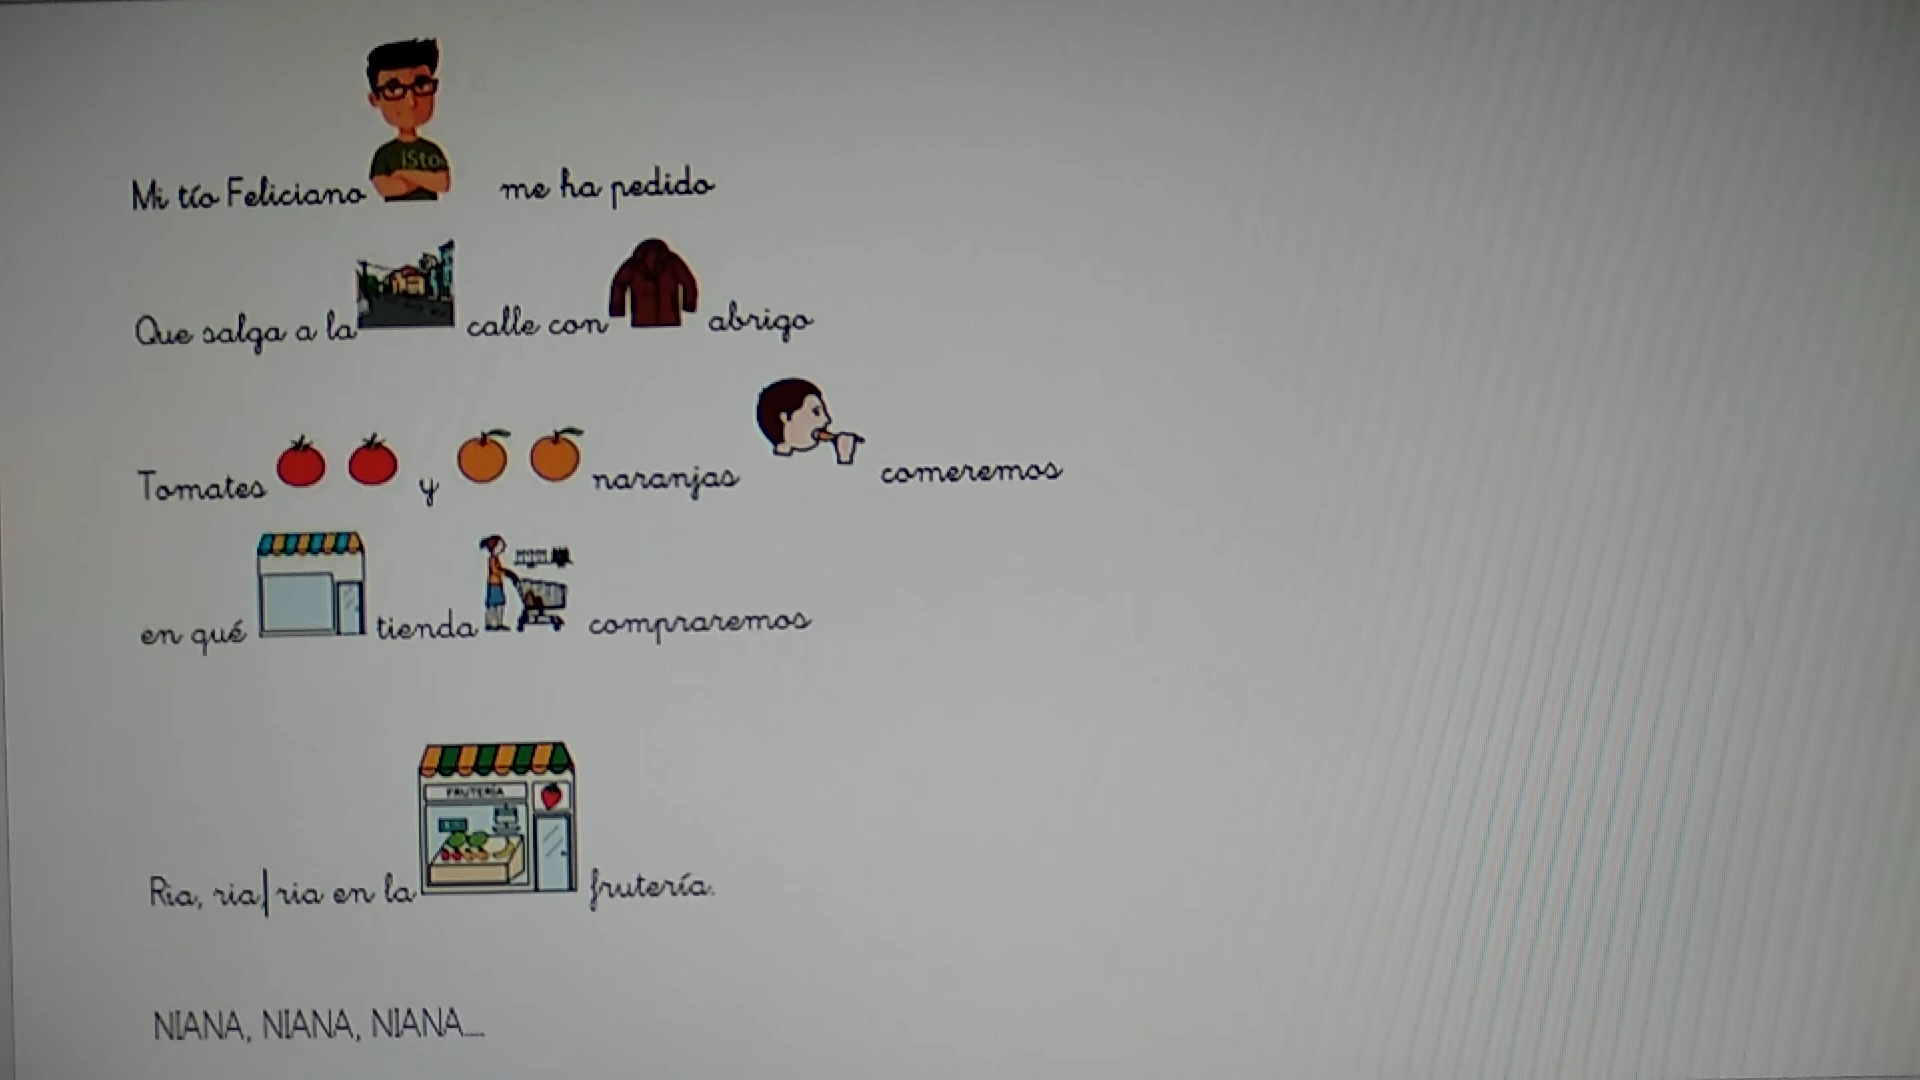 iSto
Mi tío Feliciano me ha pedido
Que salga a la calle con abrigo
Tomates y naranjas comeremos
en qué tienda compraremos
FRUTERÍA
Ria, ria, ria en la frutería.
NIANA, NIANA, NIANA...